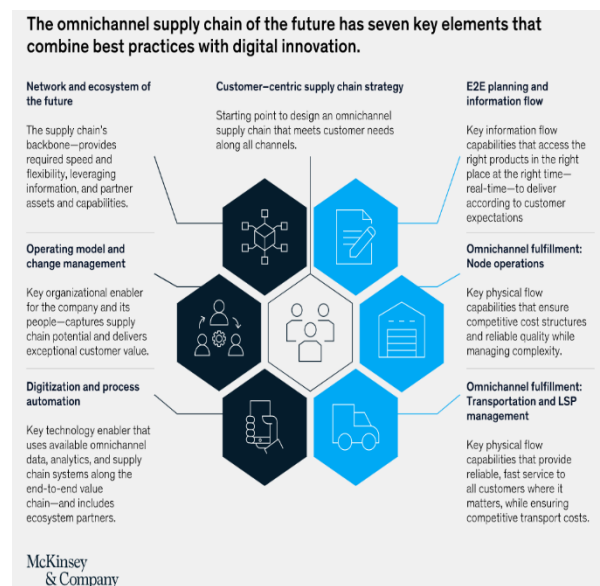 The omnichannel supply chain of the future has seven key elements that
combine best practices with digital innovation.
Network and ecosystem of
the future
The supply chain's
backbone—provides
required speed and
flexibility, leveraging
information, and partner
assets and capabilities.
Customer–centric supply chain strategy
Starting point to design an omnichannel
supply chain that meets customer needs
along all channels.
E2E planning and
information flow
Key information flow
capabilities that access the
right products in the right
place at the right time—
real-time—to deliver
according to customer
expectations
Operating model and
change management
Key organizational enabler
for the company and its
people—captures supply
chain potential and delivers
exceptional customer value.
Omnichannel fulfillment:
Node operations
Key physical flow
capabilities that ensure
competitive cost structures
and reliable quality while
managing complexity.
Digitization and process
automation
Key technology enabler that
uses available omnichannel
data, analytics, and supply
chain systems along the
end-to-end value
chain—and includes
ecosystem partners.
Omnichannel fulfillment:
Transportation and LSP
management
Key physical flow
capabilities that provide
reliable, fast service to
all customers where it
matters, while ensuring
competitive transport costs.
McKinsey
& Company